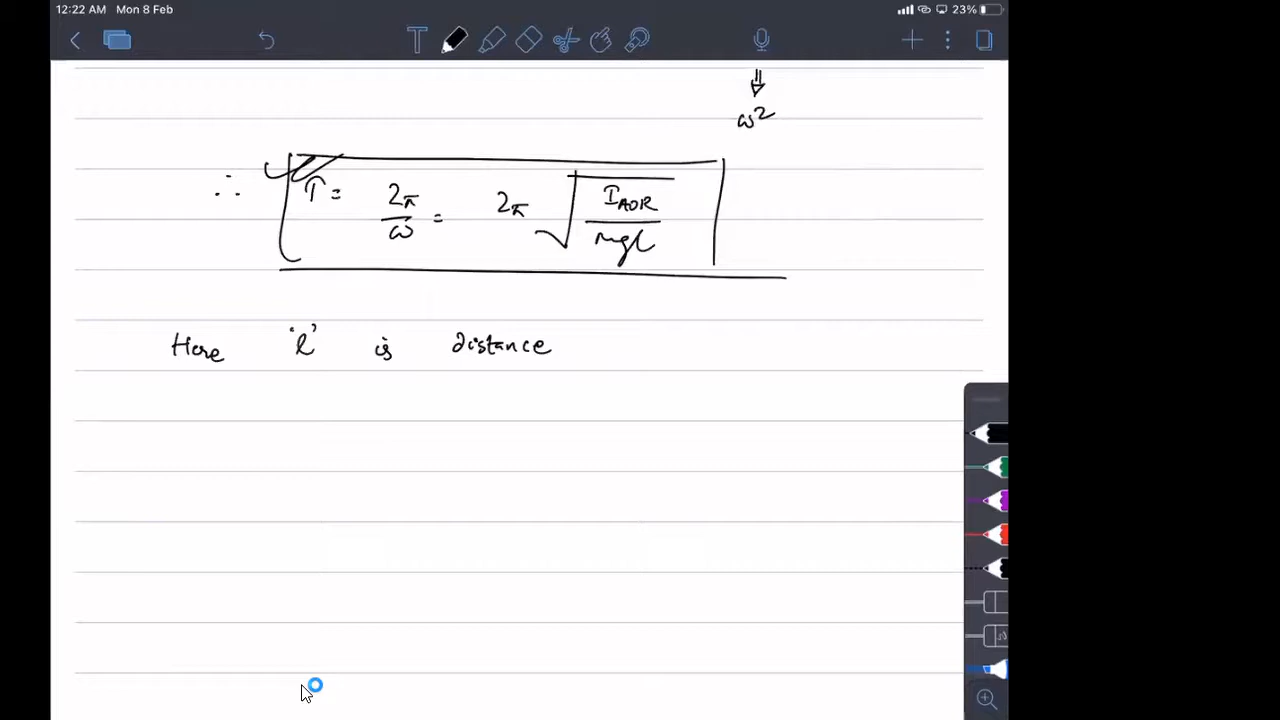 12:22 AM Mon 8 Feb 23%
T
ω²
∴ T = 2π/ω = 2π √(I_AOR/mgl)
Here 'l' is distance